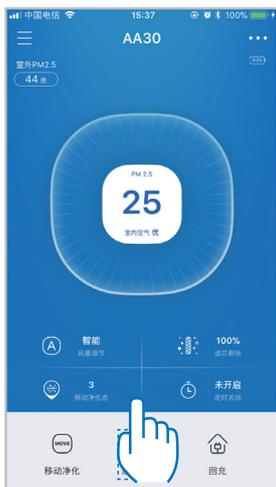 中国电信 15:37 100%
AA30
室外PM2.5
44 良
PM 2.5
25
室内空气 优
A 智能
风量调节
100%
滤芯剩余
3
移动净化点
未开启
定时关闭
MOVE
移动净化
回充